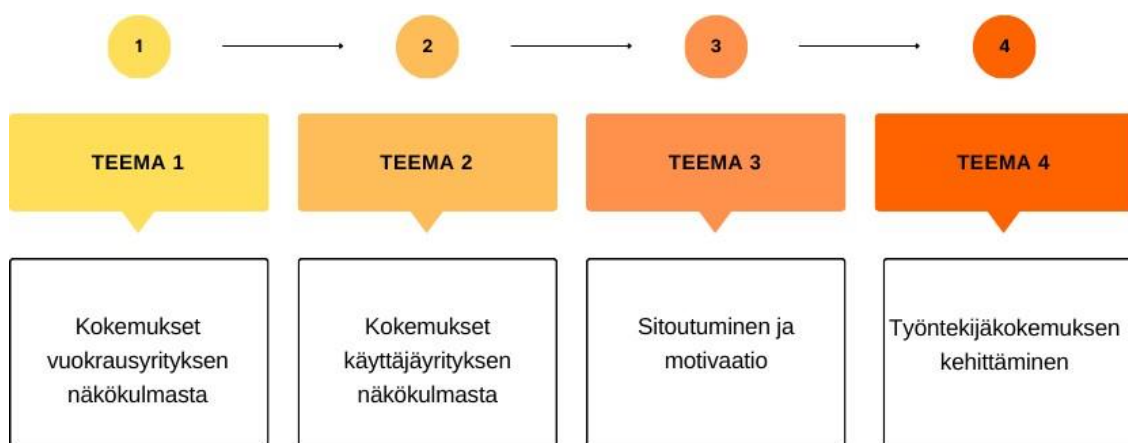 1
2
3
4
TEEMA 1
TEEMA 2
TEEMA 3
TEEMA 4
Kokemukset
vuokrausyrityksen
näkökulmasta
Kokemukset
käyttäjäyrityksen
näkökulmasta
Sitoutuminen ja
motivaatio
Työntekijäkokemuksen
kehittäminen